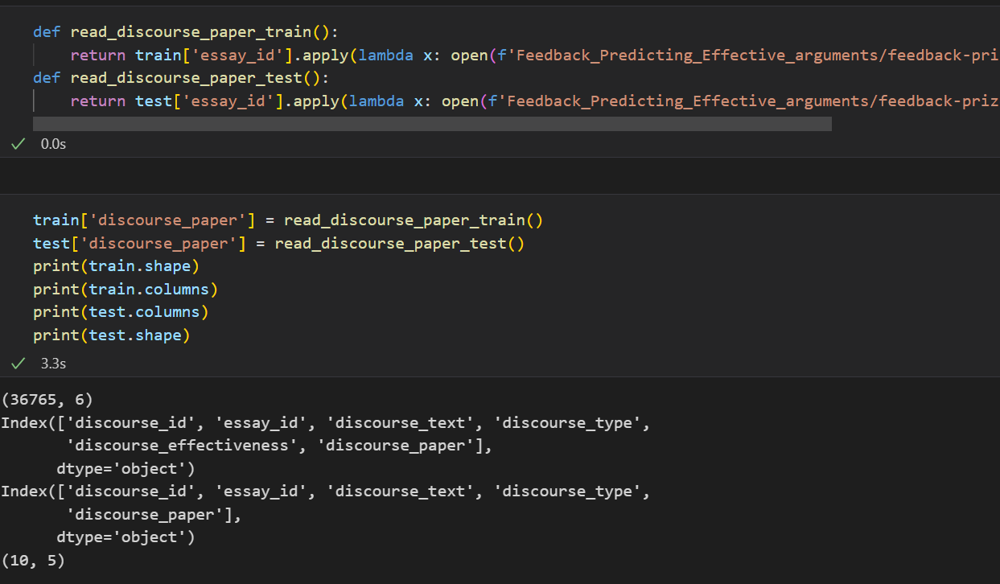 def read_discourse_paper_train():
    return train['essay_id'].apply(lambda x: open(f'Feedback_Predicting_Effective_arguments/feedback-pri
def read_discourse_paper_test():
    return test['essay_id'].apply(lambda x: open(f'Feedback_Predicting_Effective_arguments/feedback-priz
0.0s
train['discourse_paper'] = read_discourse_paper_train()
test['discourse_paper'] = read_discourse_paper_test()
print(train.shape)
print(train.columns)
print(test.columns)
print(test.shape)
3.3s
(36765, 6)
Index(['discourse_id', 'essay_id', 'discourse_text', 'discourse_type',
       'discourse_effectiveness', 'discourse_paper'],
      dtype='object')
Index(['discourse_id', 'essay_id', 'discourse_text', 'discourse_type',
       'discourse_paper'],
      dtype='object')
(10, 5)